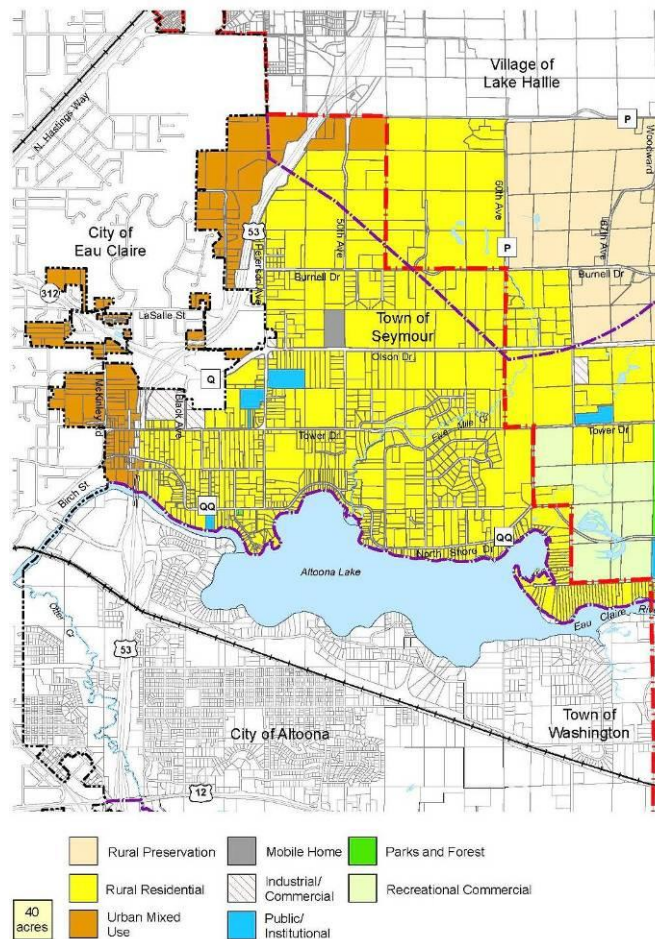 Village of
Lake Hallie
N. Hastings Way
P
Woodward
City of
Eau Claire
53
50th Ave
60th Ave
P
Burnell Dr
Burnell Dr
312
LaSalle St
Town of
Seymour
Olson Dr
Q
McKinley Rd
Black Ave
Tower Dr
Tower Dr
Birch St
QQ
QQ
North Shore Dr
Altoona Lake
Eau Claire River
Otter Cr
53
City of Altoona
Town of
Washington
12
Rural Preservation
Mobile Home
Parks and Forest
Rural Residential
Industrial/
Commercial
Recreational Commercial
40
acres
Urban Mixed
Use
Public/
Institutional